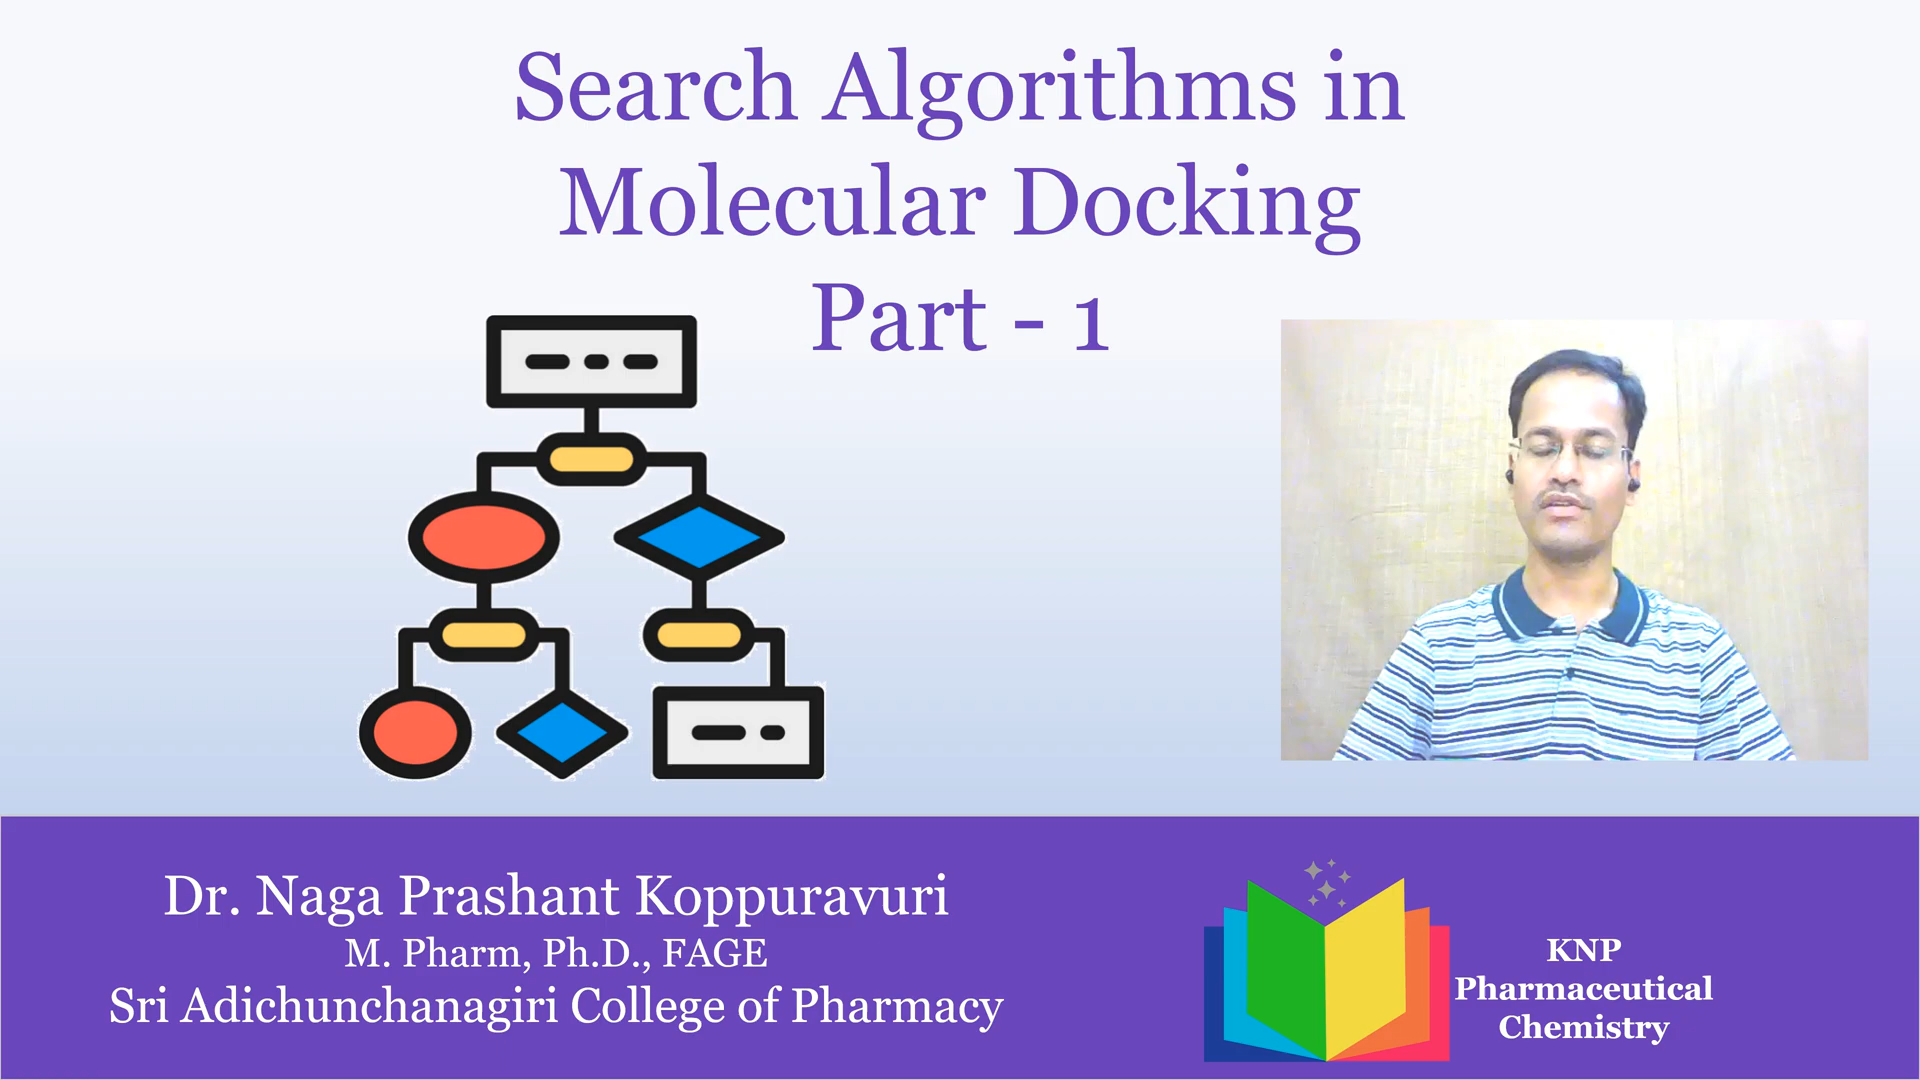 Search Algorithms in
Molecular Docking
Part - 1
Dr. Naga Prashant Koppuravuri
M. Pharm, Ph.D., FAGE
Sri Adichunchanagiri College of Pharmacy
KNP
Pharmaceutical
Chemistry